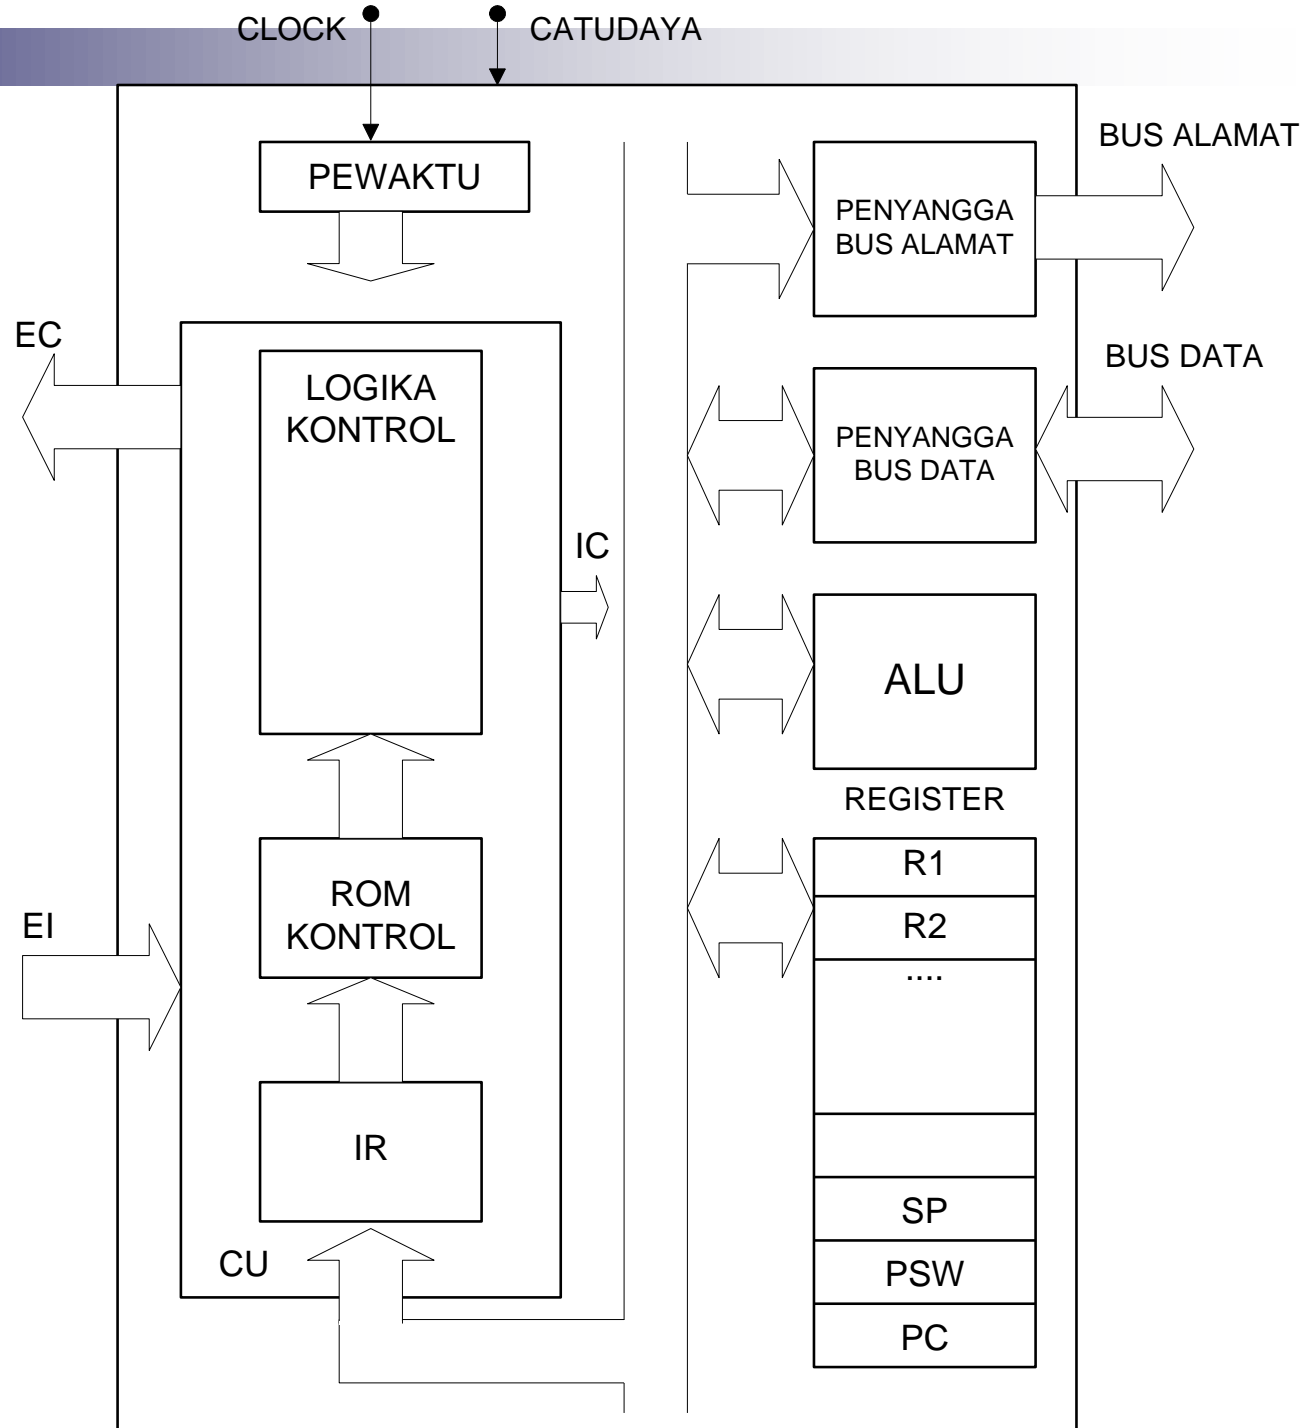 CLOCK
CATUDAYA
BUS ALAMAT
PEWAKTU
PENYANGGA
BUS ALAMAT
EC
BUS DATA
LOGIKA
KONTROL
PENYANGGA
BUS DATA
IC
ALU
REGISTER
R1
ROM
KONTROL
EI
R2
....
IR
SP
CU
PSW
PC